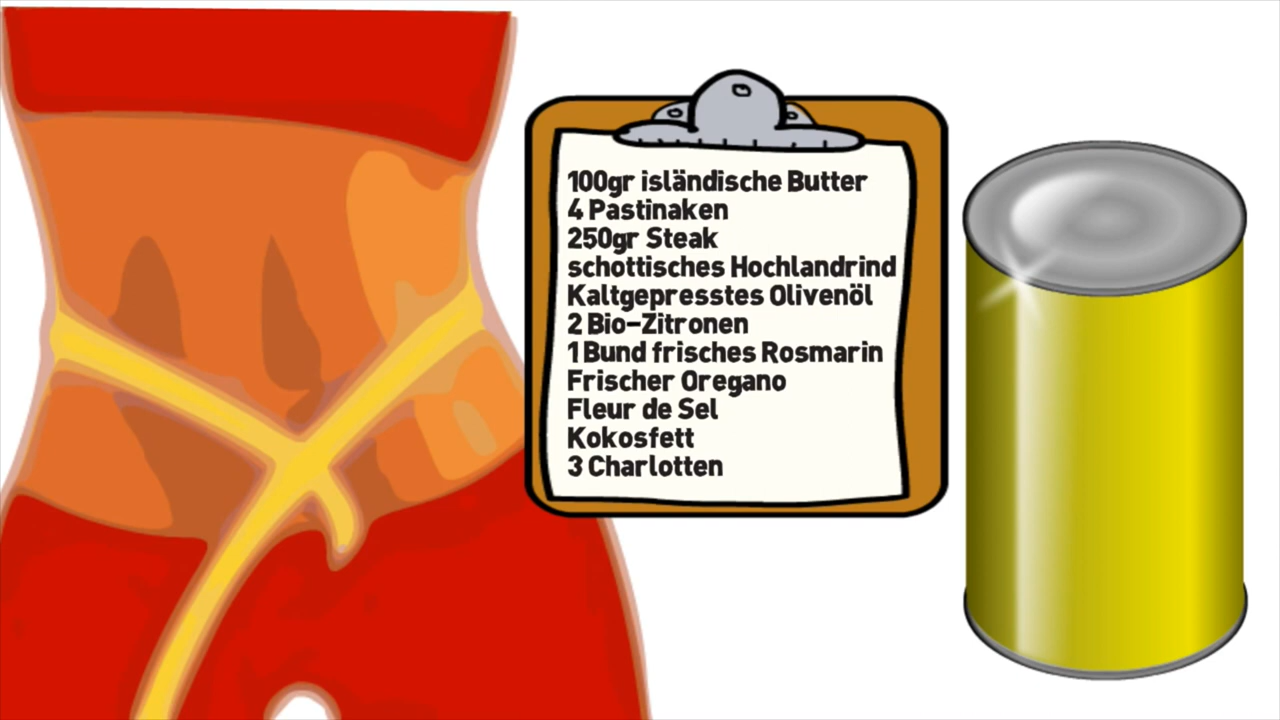 100gr isländische Butter
4 Pastinaken
250gr Steak
schottisches Hochlandrind
Kaltgepresstes Olivenöl
2 Bio-Zitronen
1 Bund frisches Rosmarin
Frischer Oregano
Fleur de Sel
Kokosfett
3 Charlotten